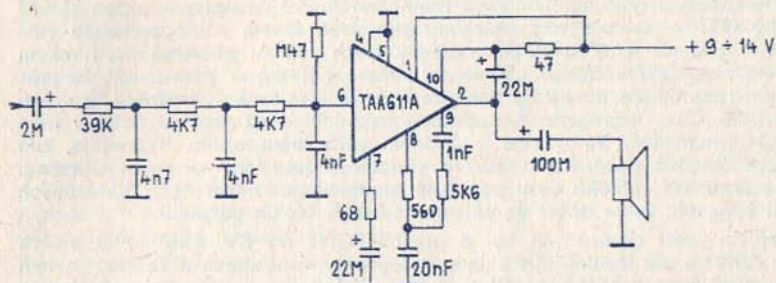 4
5
M47
1
10
47
+ 9 ÷ 14 V
+
22M
+
2M
39K
4K7
4K7
6
TAA611A
2
9
8
7
4n7
4nF
4nF
1nF
+
100M
68
560
5K6
+
22M
20nF